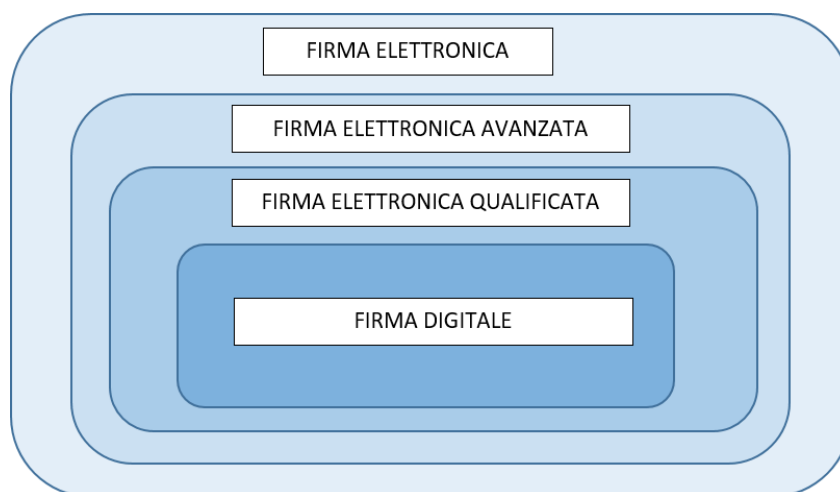 FIRMA ELETTRONICA
FIRMA ELETTRONICA AVANZATA
FIRMA ELETTRONICA QUALIFICATA
FIRMA DIGITALE